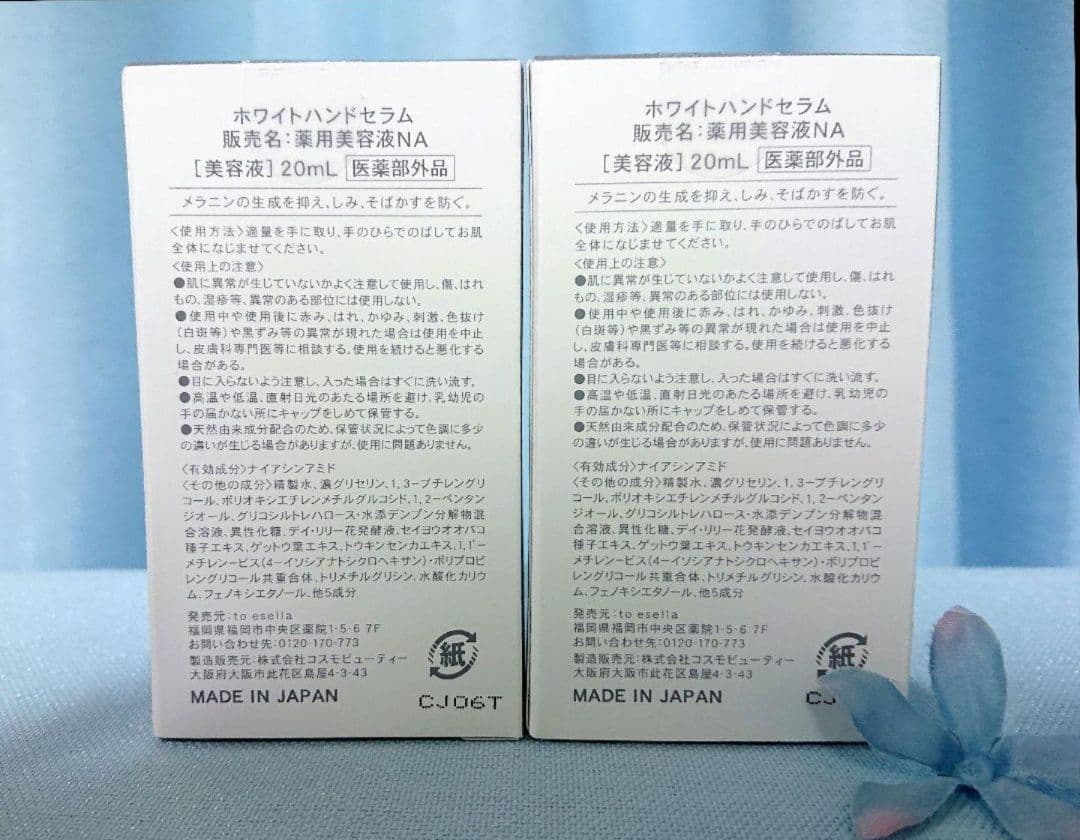 ホワイトハンドセラム
販売名:薬用美容液NA
[美容液] 20mL 医薬部外品
メラニンの生成を抑え、しみ、そばかすを防ぐ。
〈使用方法〉適量を手に取り、手のひらでのばしてお肌
全体になじませてください。
〈使用上の注意〉
●肌に異常が生じていないかよく注意して使用し、傷、はれ
もの、湿疹等、異常のある部位には使用しない。
●使用中や使用後に赤み、はれ、かゆみ、刺激、色抜け
(白斑等)や黒ずみ等の異常が現れた場合は使用を中止
し、皮膚科専門医等に相談する。使用を続けると悪化する
場合がある。
●目に入らないよう注意し、入った場合はすぐに洗い流す。
●高温や低温、直射日光のあたる場所を避け、乳幼児の
手の届かない所にキャップをしめて保管する。
●天然由来成分配合のため、保管状況によって色調に多少
の違いが生じる場合がありますが、使用に問題ありません。
〈有効成分〉ナイアシンアミド
〈その他の成分〉精製水、濃グリセリン、1,3-ブチレングリ
コール、ポリオキシエチレンメチルグルコシド、1,2-ペンタン
ジオール、グリコシルトレハロース・水添デンプン分解物混
合溶液、異性化糖、デイ・リリー花発酵液、セイヨウオオバコ
種子エキス、ゲットウ葉エキス、トウキンセンカエキス、1,1'-
メチレン-ビス(4-イソシアナトシクロヘキサン)・ポリプロピ
レングリコール共重合体、トリメチルグリシン、水酸化カリウ
ム、フェノキシエタノール、他5成分
発売元:to esella
福岡県福岡市中央区薬院1-5-6 7F
お問い合わせ先:0120-170-773
製造販売元:株式会社コスモビューティー
大阪府大阪市此花区島屋4-3-43
紙
MADE IN JAPAN
CJ06T
ホワイトハンドセラム
販売名:薬用美容液NA
[美容液] 20mL 医薬部外品
メラニンの生成を抑え、しみ、そばかすを防ぐ。
〈使用方法〉適量を手に取り、手のひらでのばしてお肌
全体になじませてください。
〈使用上の注意〉
●肌に異常が生じていないかよく注意して使用し、傷、はれ
もの、湿疹等、異常のある部位には使用しない。
●使用中や使用後に赤み、はれ、かゆみ、刺激、色抜け
(白斑等)や黒ずみ等の異常が現れた場合は使用を中止
し、皮膚科専門医等に相談する。使用を続けると悪化する
場合がある。
●目に入らないよう注意し、入った場合はすぐに洗い流す。
●高温や低温、直射日光のあたる場所を避け、乳幼児の
手の届かない所にキャップをしめて保管する。
●天然由来成分配合のため、保管状況によって色調に多少
の違いが生じる場合がありますが、使用に問題ありません。
〈有効成分〉ナイアシンアミド
〈その他の成分〉精製水、濃グリセリン、1,3-ブチレングリ
コール、ポリオキシエチレンメチルグルコシド、1,2-ペンタン
ジオール、グリコシルトレハロース・水添デンプン分解物混
合溶液、異性化糖、デイ・リリー花発酵液、セイヨウオオバコ
種子エキス、ゲットウ葉エキス、トウキンセンカエキス、1,1'-
メチレン-ビス(4-イソシアナトシクロヘキサン)・ポリプロピ
レングリコール共重合体、トリメチルグリシン、水酸化カリウ
ム、フェノキシエタノール、他5成分
発売元:to esella
福岡県福岡市中央区薬院1-5-6 7F
お問い合わせ先:0120-170-773
製造販売元:株式会社コスモビューティー
大阪府大阪市此花区島屋4-3-43
紙
MADE IN JAPAN
CJ